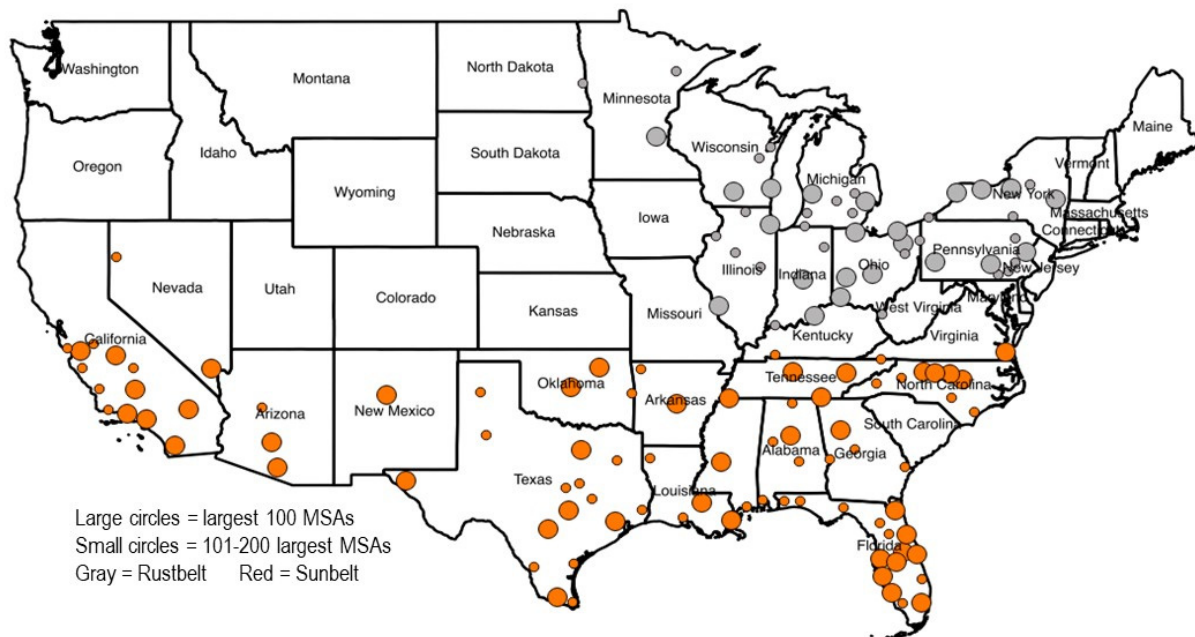 Washington
Montana
North Dakota
Minnesota
Maine
Oregon
Idaho
Wyoming
South Dakota
Wisconsin
Michigan
Vermont
New York
Massachusetts
Connecticut
Iowa
Nebraska
Pennsylvania
New Jersey
Nevada
Utah
Colorado
Illinois
Indiana
Ohio
Maryland
West Virginia
California
Kansas
Missouri
Kentucky
Virginia
Arizona
New Mexico
Oklahoma
Arkansas
Tennessee
North Carolina
South Carolina
Texas
Louisiana
Alabama
Georgia
Florida
Large circles = largest 100 MSAs
Small circles = 101-200 largest MSAs
Gray = Rustbelt Red = Sunbelt